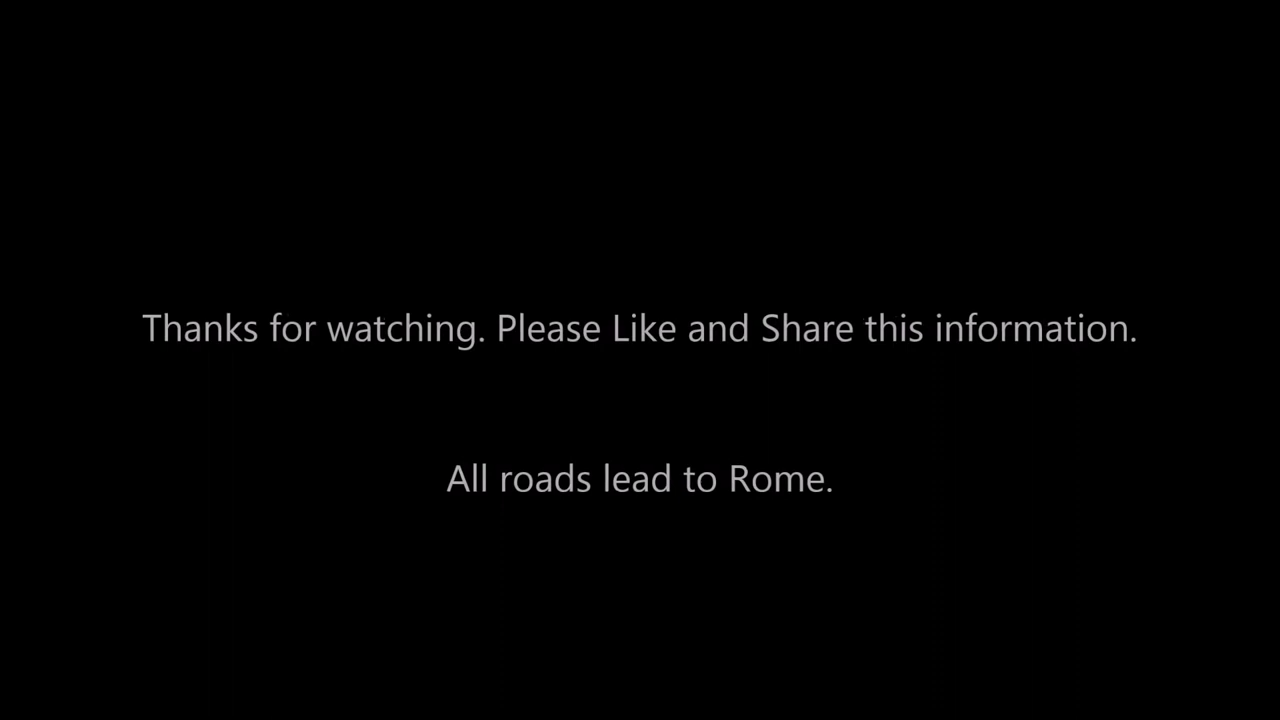 Thanks for watching. Please Like and Share this information.
All roads lead to Rome.